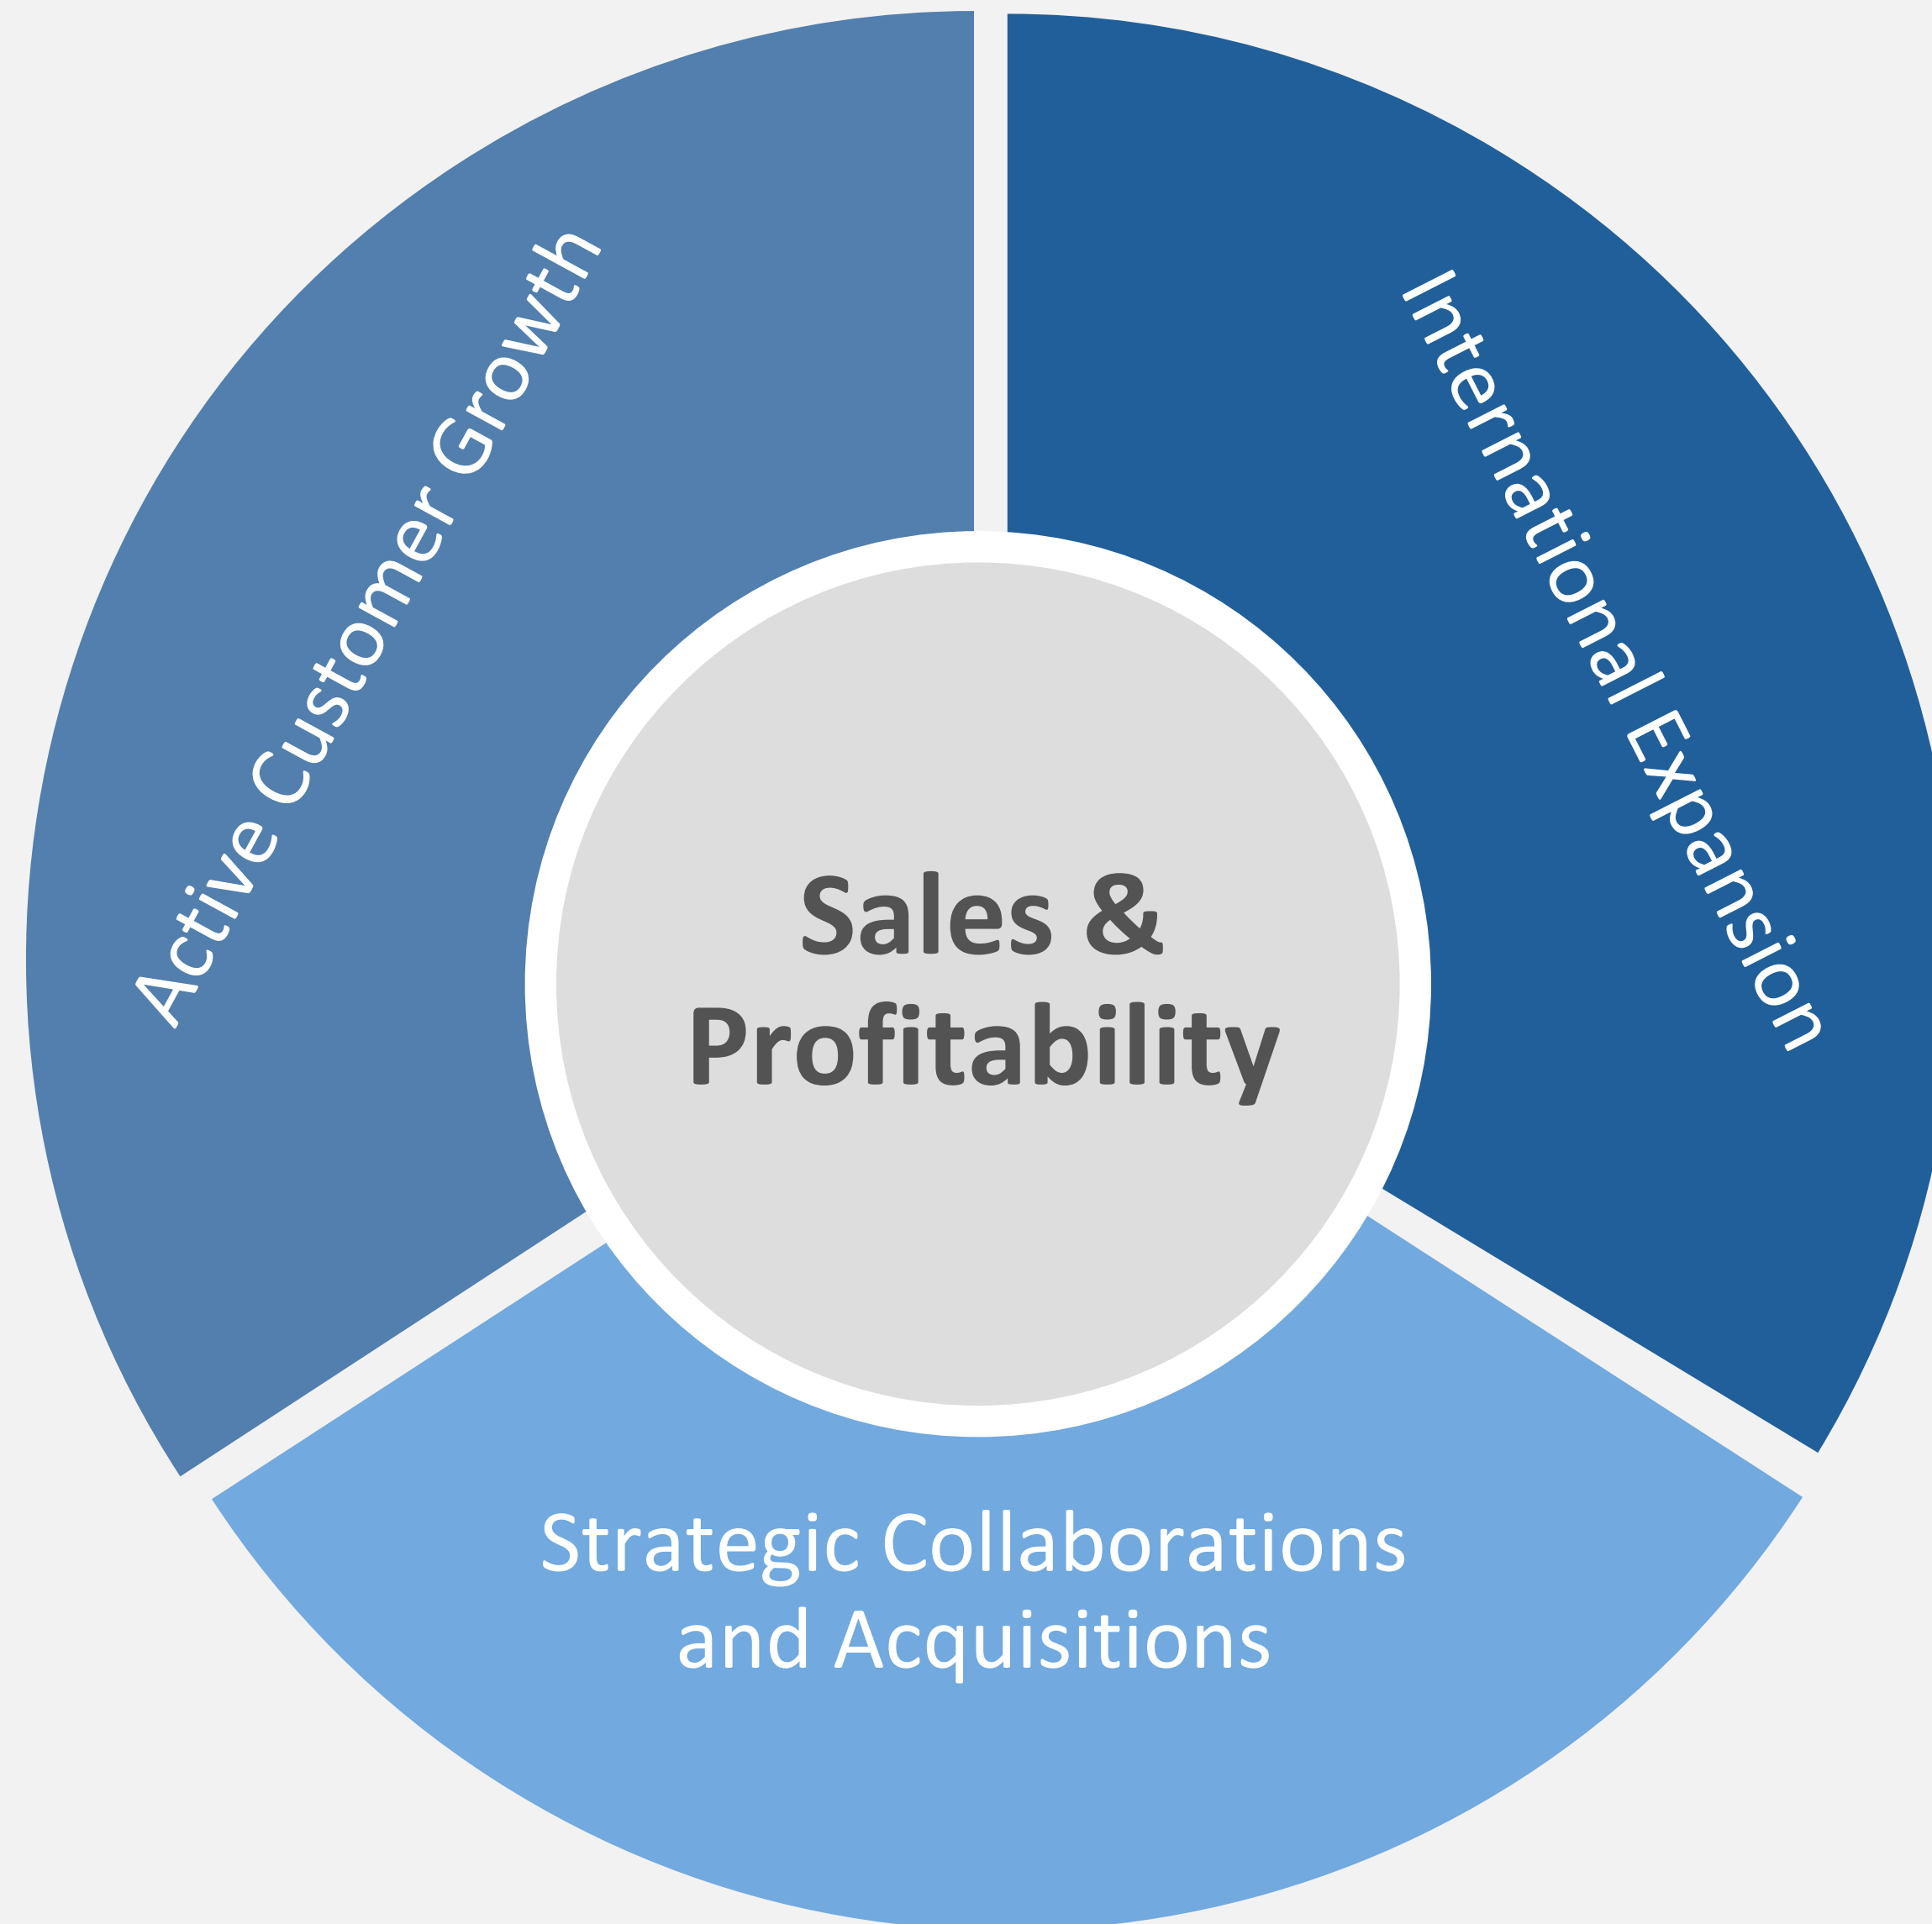 Active Customer Growth
International Expansion
Sales &
Profitability
Strategic Collaborations
and Acquisitions